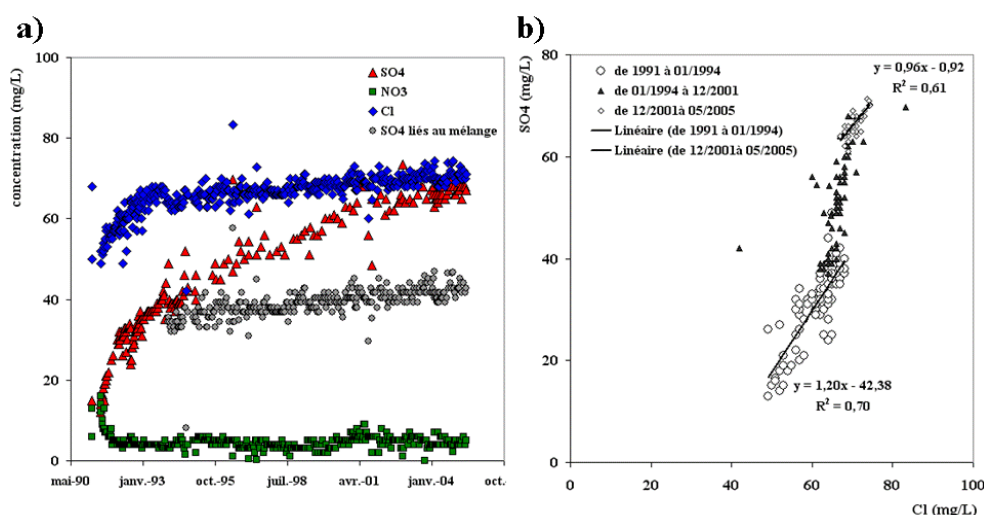 a)
concentration (mg/L)
100
80
60
40
20
0
SO4
NO3
Cl
SO4 liés au mélange
mai-90
janv.-93
oct.-95
juil.-98
avr.-01
janv.-04
oct.-
b)
SO4 (mg/L)
80
60
40
20
0
de 1991 à 01/1994
de 01/1994 à 12/2001
de 12/2001à 05/2005
Linéaire (de 1991 à 01/1994)
Linéaire (de 12/2001à 05/2005)
y = 0,96x - 0,92
R² = 0,61
y = 1,20x - 42,38
R² = 0,70
0
20
40
60
80
100
Cl (mg/L)